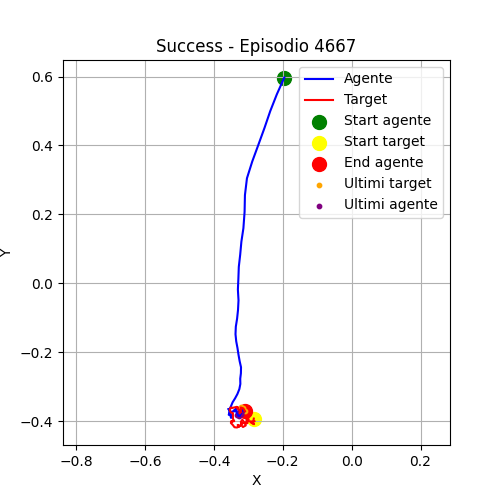 Success - Episodio 4667
Agente
Target
Start agente
Start target
End agente
Ultimi target
Ultimi agente
0.6
0.4
0.2
0.0
−0.2
−0.4
Y
−0.8
−0.6
−0.4
−0.2
0.0
0.2
X